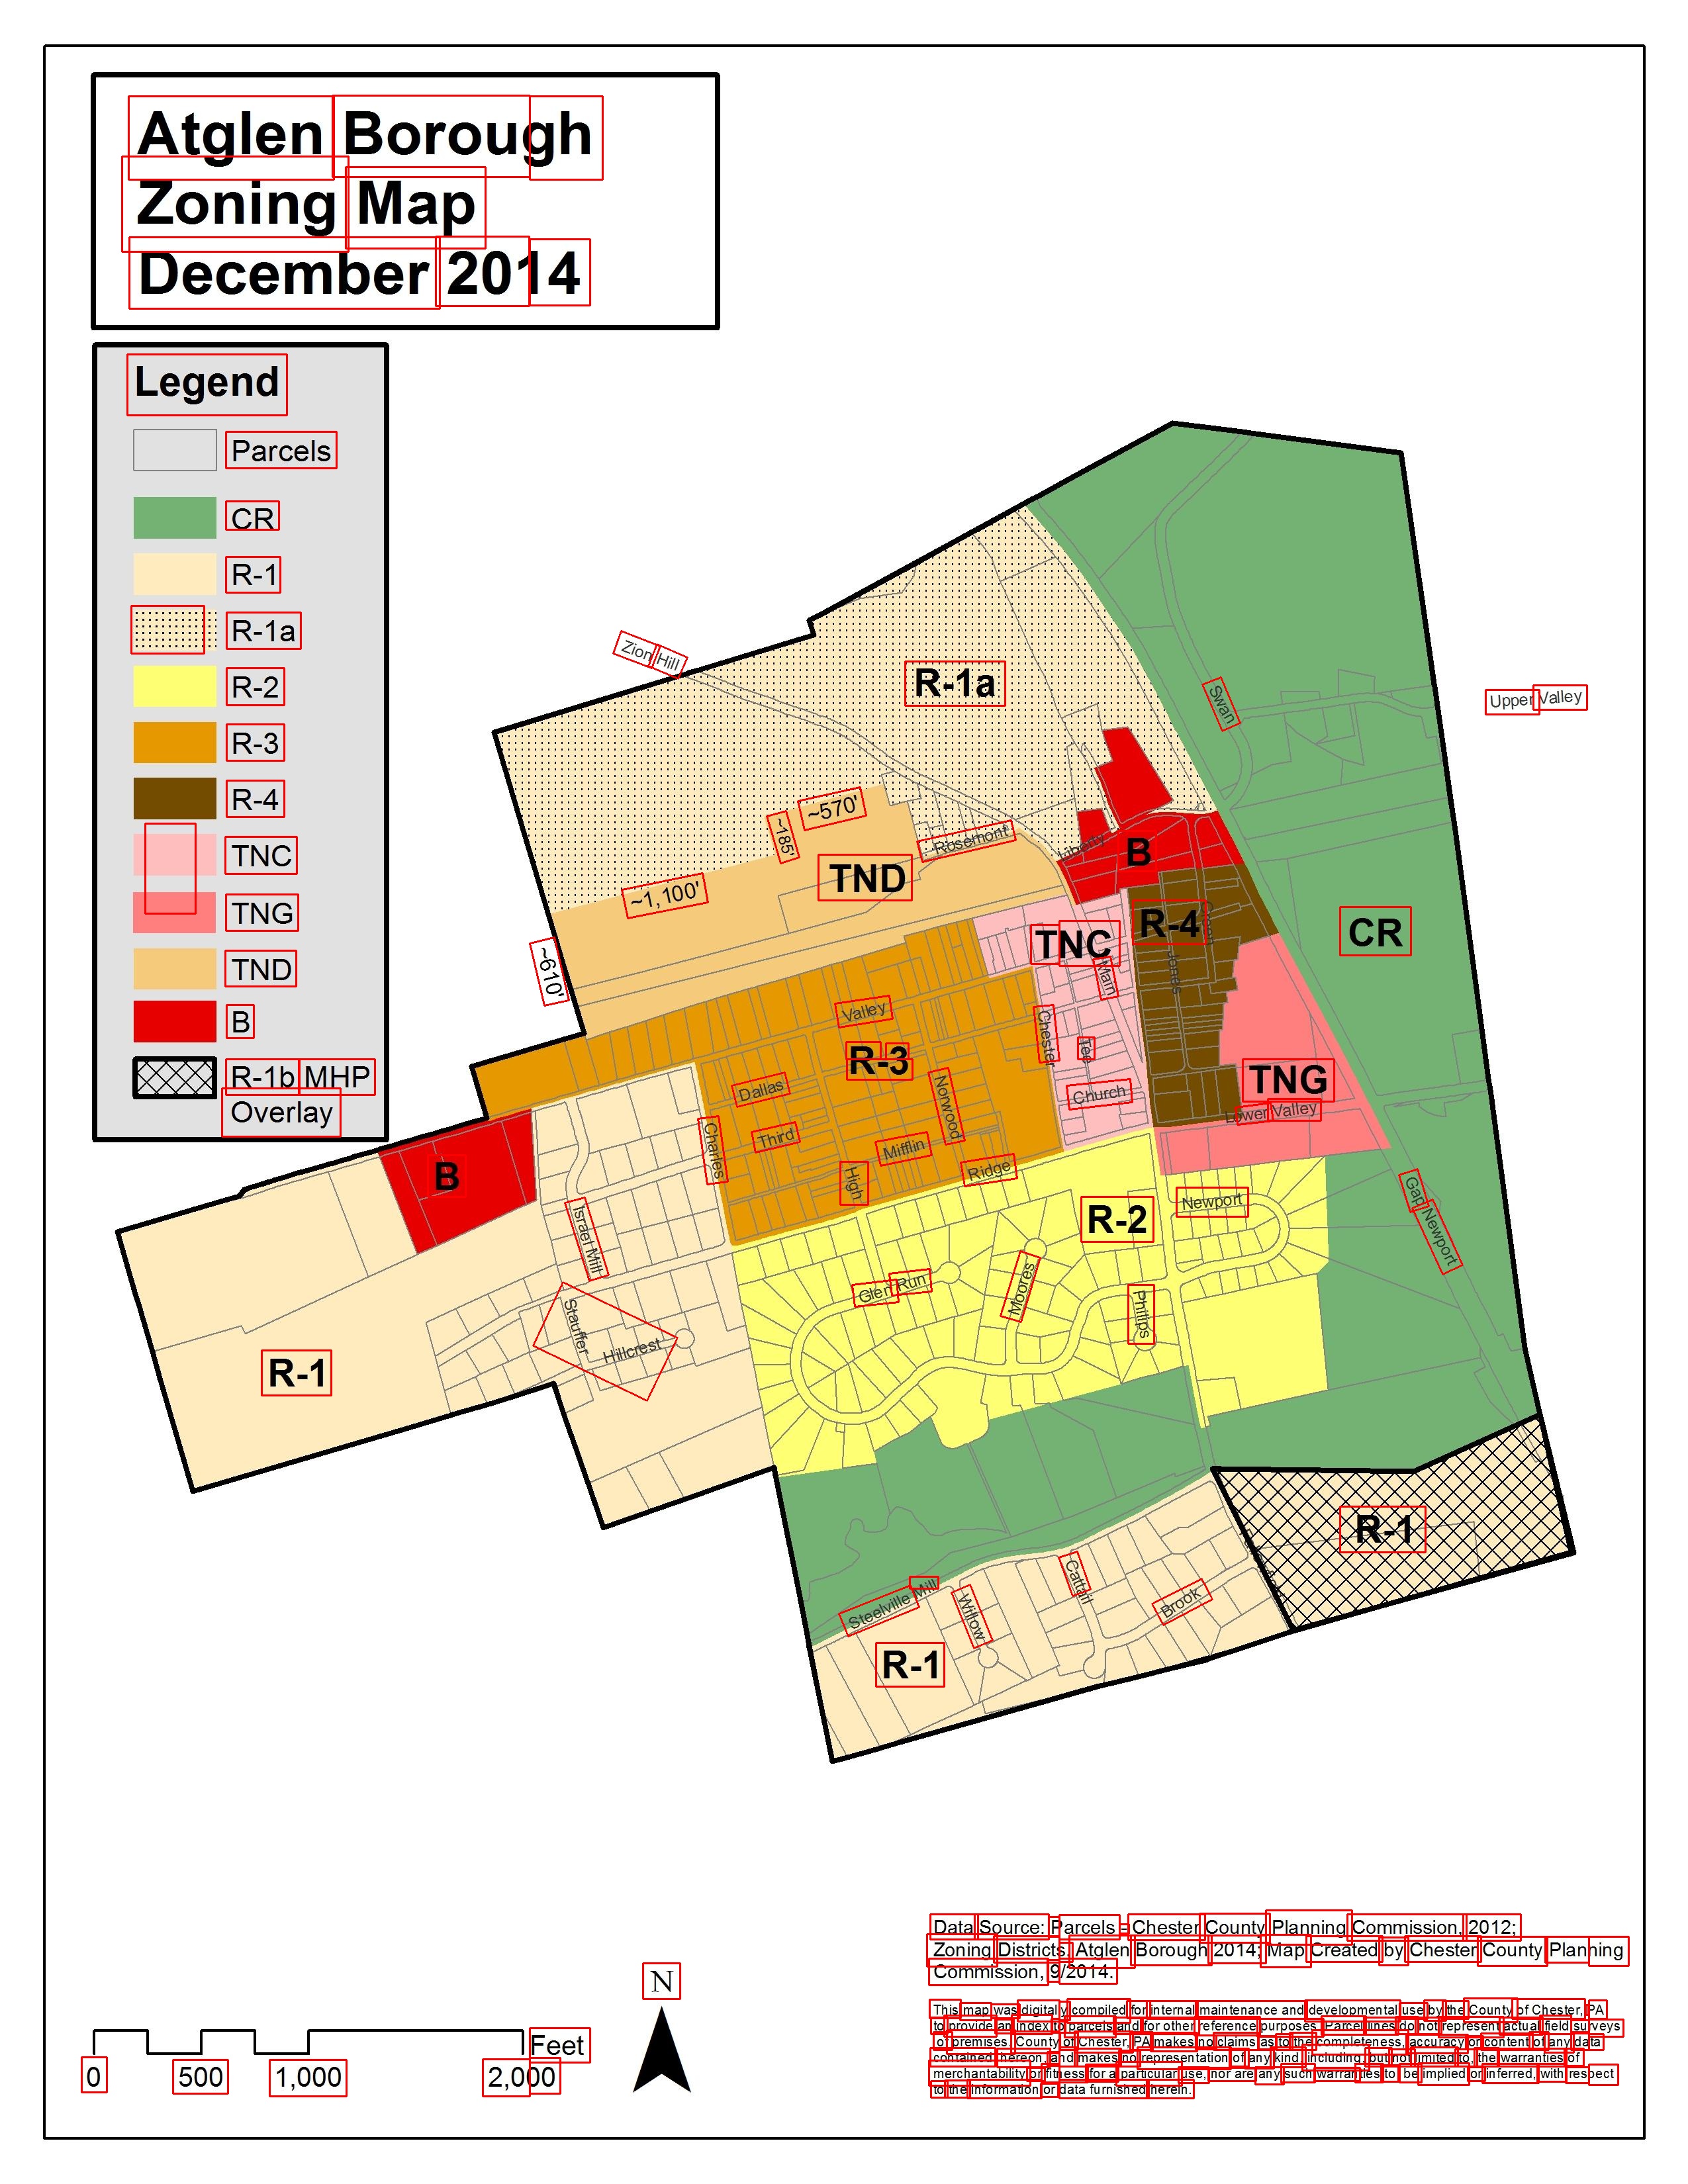 Atglen Borough
Zoning Map
December 2014
Legend
Parcels
CR
R-1
R-1a
R-2
R-3
R-4
TNC
TNG
TND
B
R-1b MHP
Overlay
Zion Hill
R-1a
Swan
Upper Valley
~570'
~185'
~1,100'
~610'
Rosemont
Liberty
B
TND
TNC
R-4
Green
CR
Main
Jones
Valley
Chester
Tee
R-3
TNG
Dallas
Norwood
Church
Lower Valley
Charles
Third
Mifflin
High
Ridge
B
Israel Mill
R-2
Newport
Gap Newport
Glen Run
Moores
Phillps
Stauffer
Hillcrest
R-1
R-1
Steelville Mill
Willow
Cattail
Brook
R-1
Data Source: Parcels - Chester County Planning Commission, 2012;
Zoning Districts, Atglen Borough 2014; Map Created by Chester County Planning
Commission, 9/2014.
This map was digitally compiled for internal maintenance and developmental use by the County of Chester, PA
to provide an index to parcels and for other reference purposes. Parcel lines do not represent actual field surveys
of premises. County of Chester, PA makes no claims as to the completeness, accuracy or content of any data
contained hereon, and makes no representation of any kind, including, but not limited to, the warranties of
merchantability or fitness for a particular use, nor are any such warranties to be implied or inferred, with respect
to the information or data furnished herein.
N
Feet
0 500 1,000 2,000